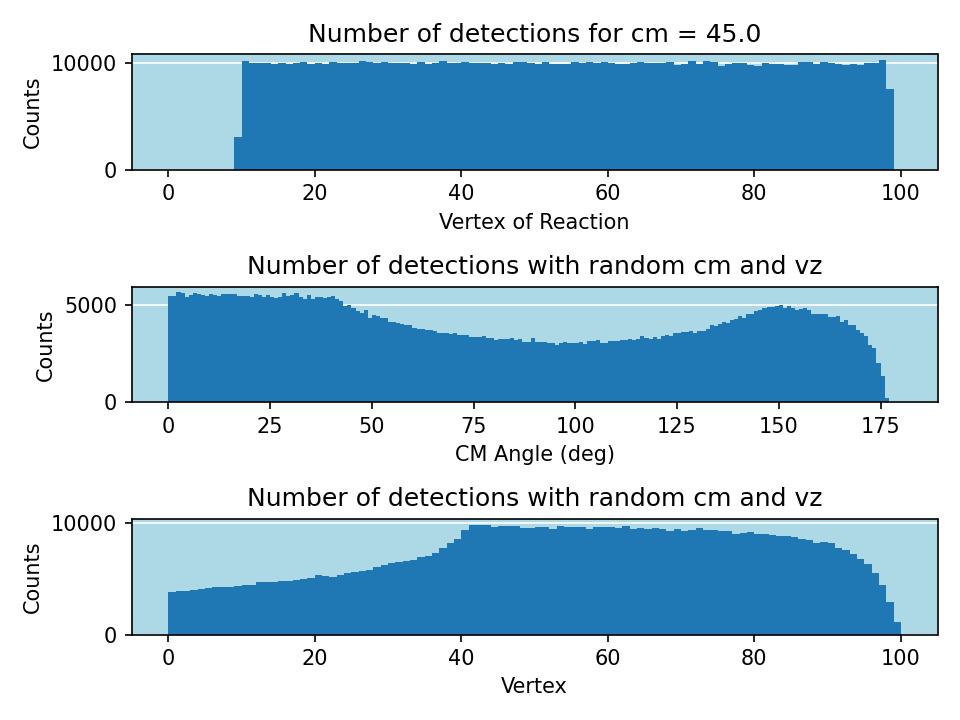 Number of detections for cm = 45.0
10000
0
Counts
0 20 40 60 80 100
Vertex of Reaction
Number of detections with random cm and vz
5000
0
Counts
0 25 50 75 100 125 150 175
CM Angle (deg)
Number of detections with random cm and vz
10000
0
Counts
0 20 40 60 80 100
Vertex